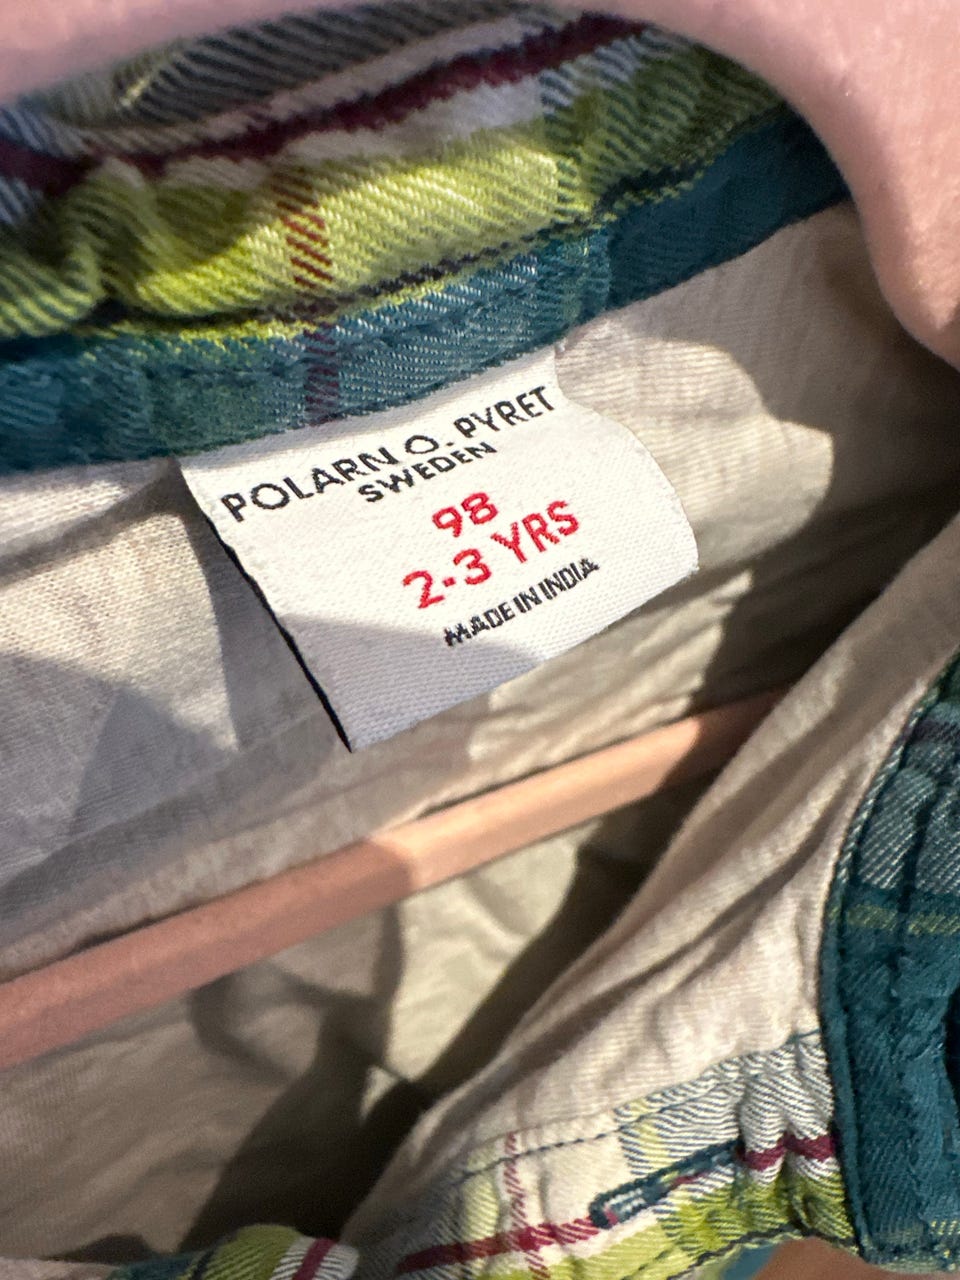 POLARN O. PYRET
SWEDEN
98
2-3 YRS
MADE IN INDIA